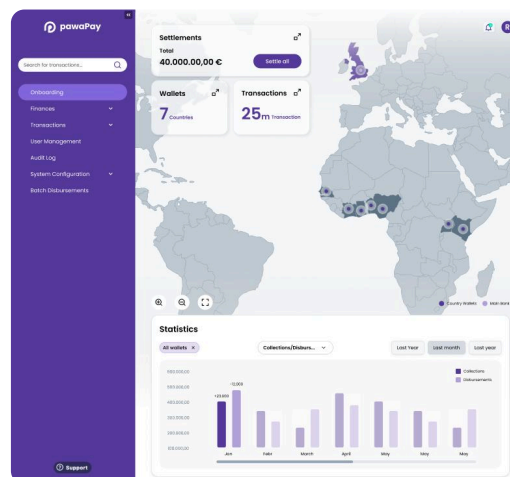 pawaPay
Search for transactions...
Onboarding
Finances
Transactions
User Management
Audit Log
System Configuration
Batch Disbursements
Support
Settlements
Total
40.000.00,00 €
Settle all
Wallets
7 Countries
Transactions
25m Transaction
R
Country Wallets
Main Bank
Statistics
All wallets ×
Collections/Disburs...
Last Year
Last month
Last year
Collections
Disbursements
Jan
Febr
March
April
May
May
May